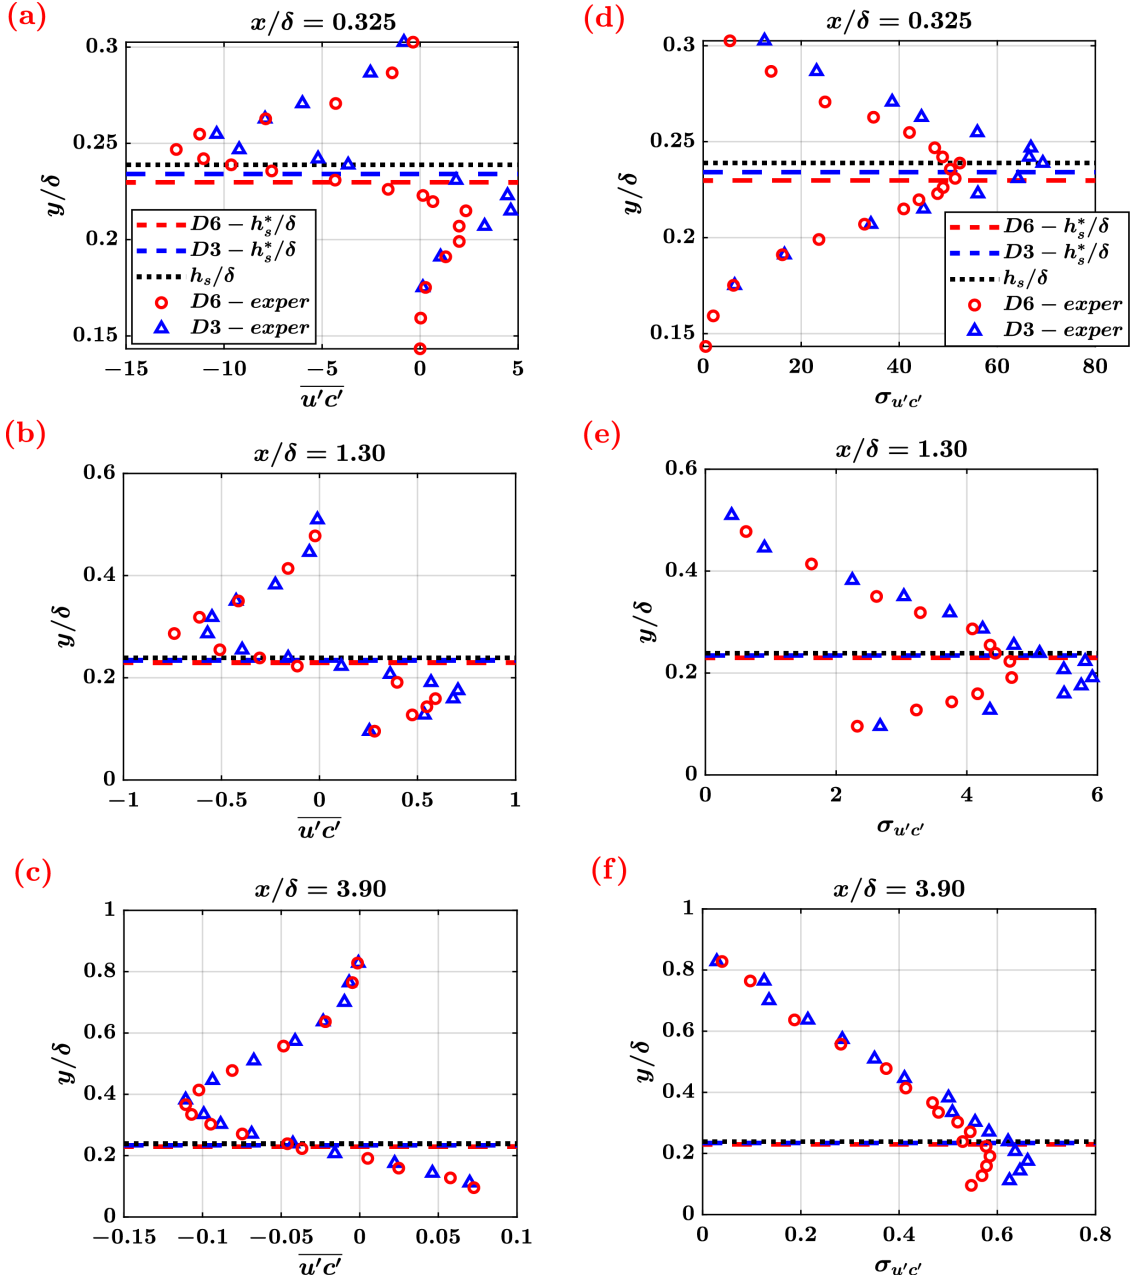 (a)
x/δ = 0.325
0.3
0.25
0.2
0.15
y/δ
D6 − h*s/δ
D3 − h*s/δ
hs/δ
D6 − exper
D3 − exper
−15 −10 −5 0 5
u′c′
(d)
x/δ = 0.325
0.3
0.25
0.2
0.15
y/δ
D6 − h*s/δ
D3 − h*s/δ
hs/δ
D6 − exper
D3 − exper
0 20 40 60 80
σu′c′
(b)
x/δ = 1.30
0.6
0.4
0.2
0
y/δ
−1 −0.5 0 0.5 1
u′c′
(e)
x/δ = 1.30
0.6
0.4
0.2
0
y/δ
0 2 4 6
σu′c′
(c)
x/δ = 3.90
1
0.8
0.6
0.4
0.2
0
y/δ
−0.15 −0.1 −0.05 0 0.05 0.1
u′c′
(f)
x/δ = 3.90
1
0.8
0.6
0.4
0.2
0
y/δ
0 0.2 0.4 0.6 0.8
σu′c′